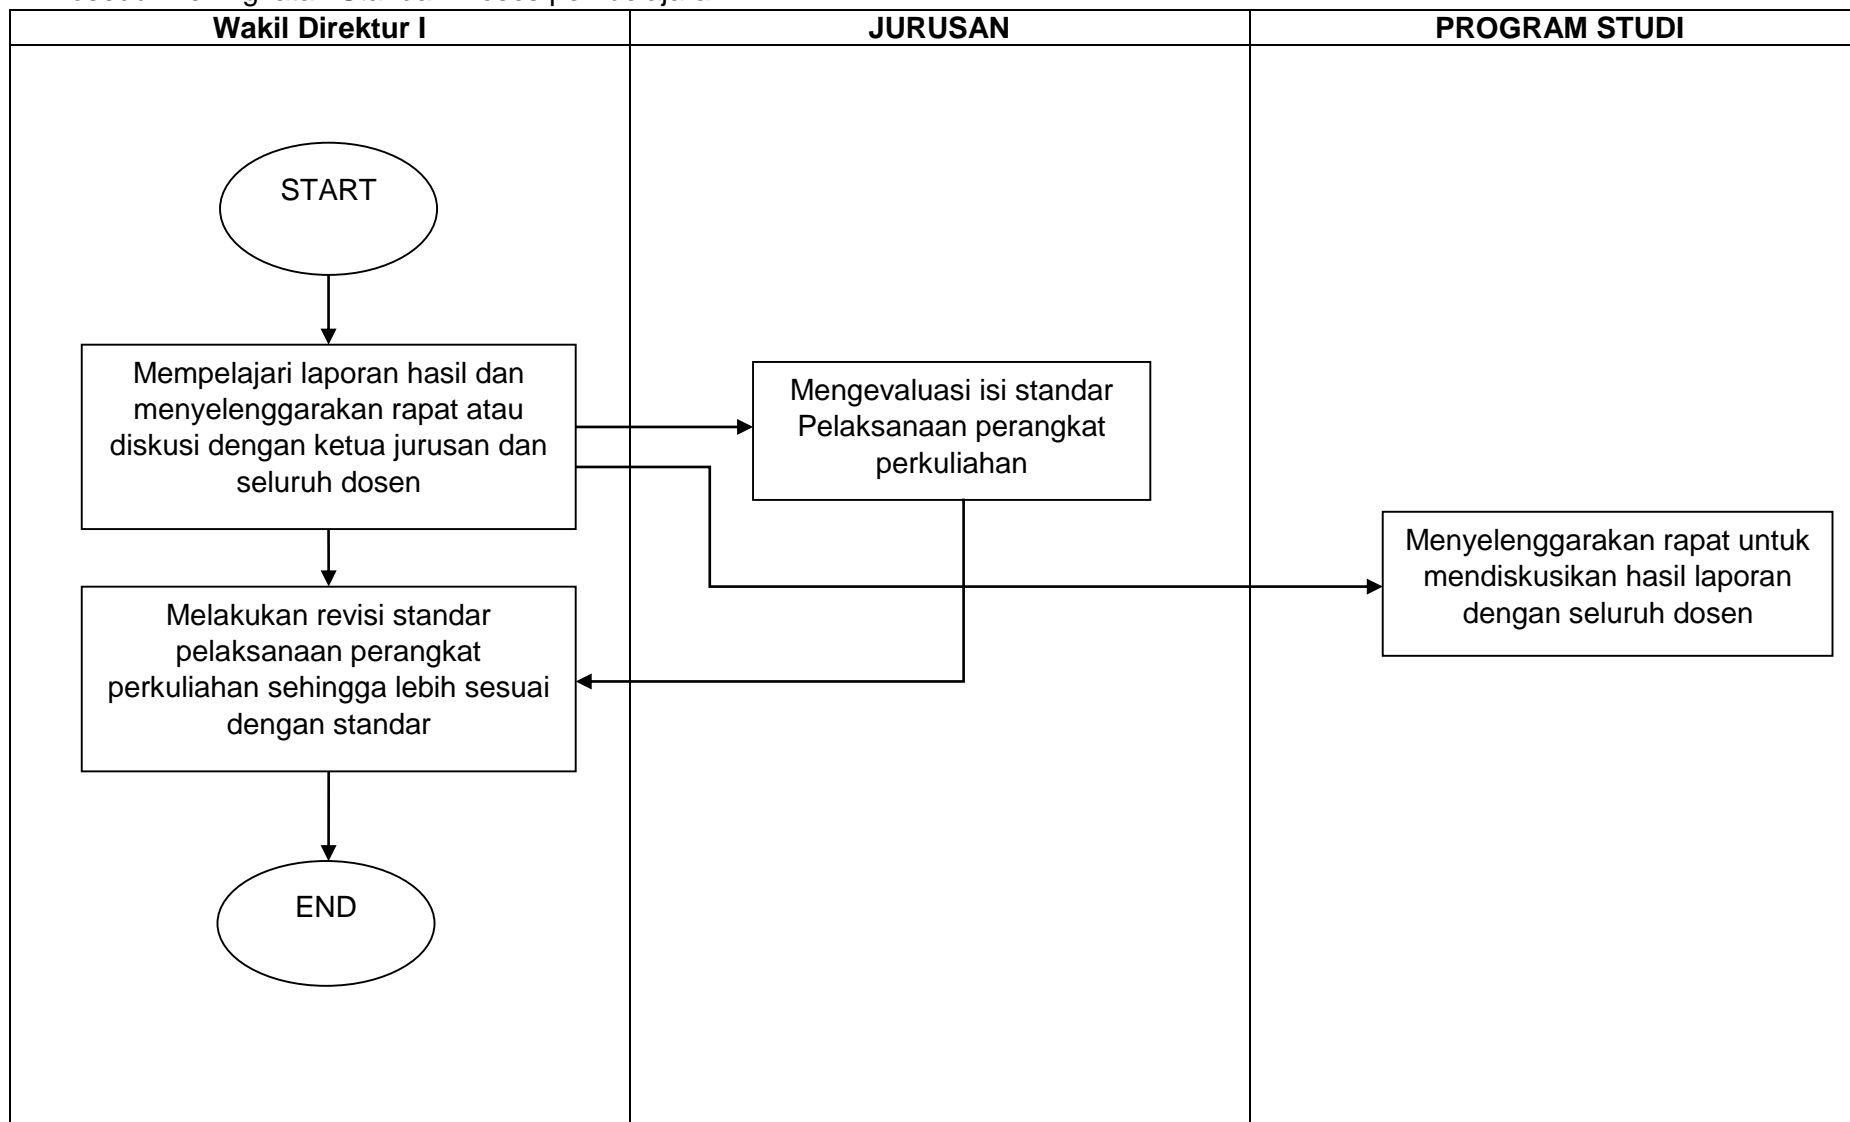 Wakil Direktur I
JURUSAN
PROGRAM STUDI
START
Mempelajari laporan hasil dan
menyelenggarakan rapat atau
diskusi dengan ketua jurusan dan
seluruh dosen
Mengevaluasi isi standar
Pelaksanaan perangkat
perkuliahan
Menyelenggarakan rapat untuk
mendiskusikan hasil laporan
dengan seluruh dosen
Melakukan revisi standar
pelaksanaan perangkat
perkuliahan sehingga lebih sesuai
dengan standar
END